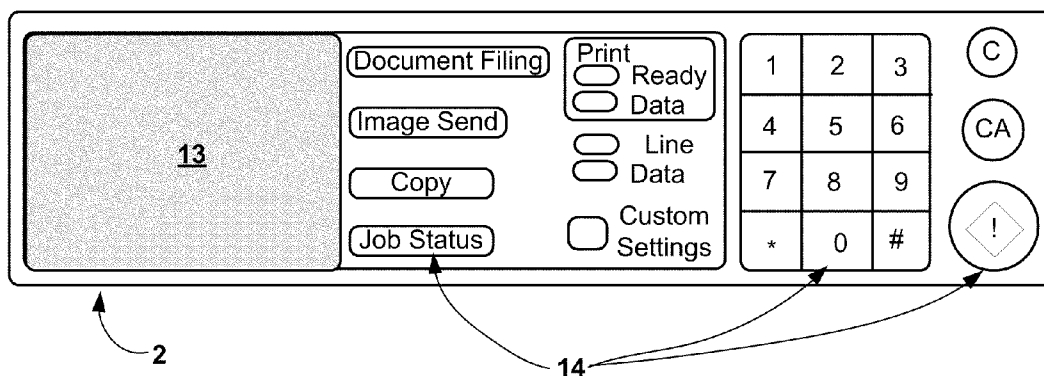 13
Document Filing
Image Send
Copy
Job Status
Print
Ready
Data
Line
Data
Custom
Settings
1 2 3
4 5 6
7 8 9
* 0 #
C
CA
!
2
14